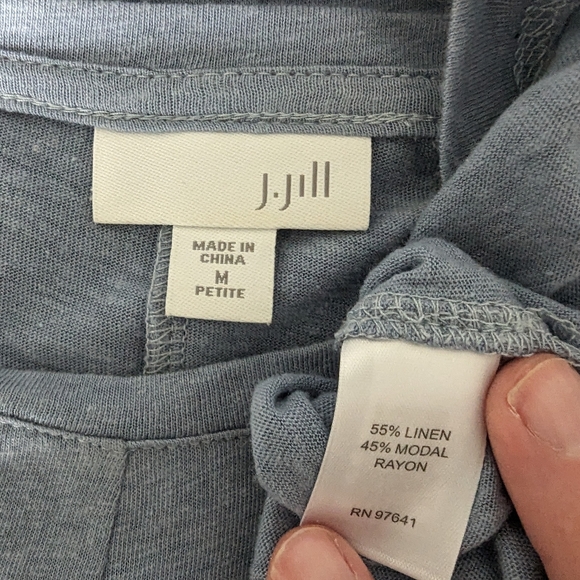 J.Jill
MADE IN
CHINA
M
PETITE
55% LINEN
45% MODAL
RAYON
RN 97641